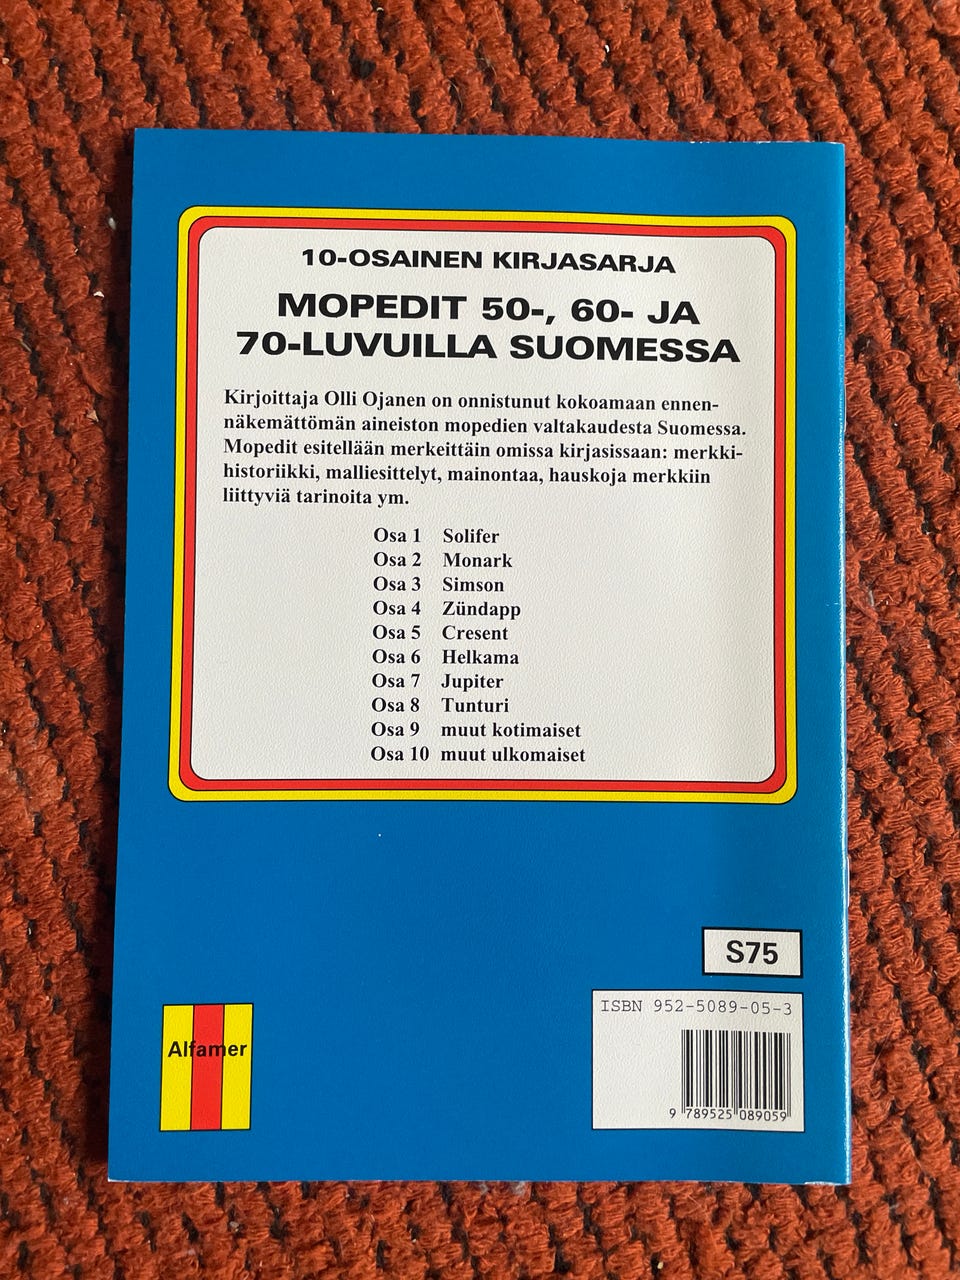 10-OSAINEN KIRJASARJA
MOPEDIT 50-, 60- JA
70-LUVUILLA SUOMESSA
Kirjoittaja Olli Ojanen on onnistunut kokoamaan ennen-
näkemättömän aineiston mopedien valtakaudesta Suomessa.
Mopedit esitellään merkeittäin omissa kirjasissaan: merkki-
historiikki, malliesittelyt, mainontaa, hauskoja merkkiin
liittyviä tarinoita ym.
Osa 1 Solifer
Osa 2 Monark
Osa 3 Simson
Osa 4 Zündapp
Osa 5 Cresent
Osa 6 Helkama
Osa 7 Jupiter
Osa 8 Tunturi
Osa 9 muut kotimaiset
Osa 10 muut ulkomaiset
S75
ISBN 952-5089-05-3
Alfamer
9 789525 089059